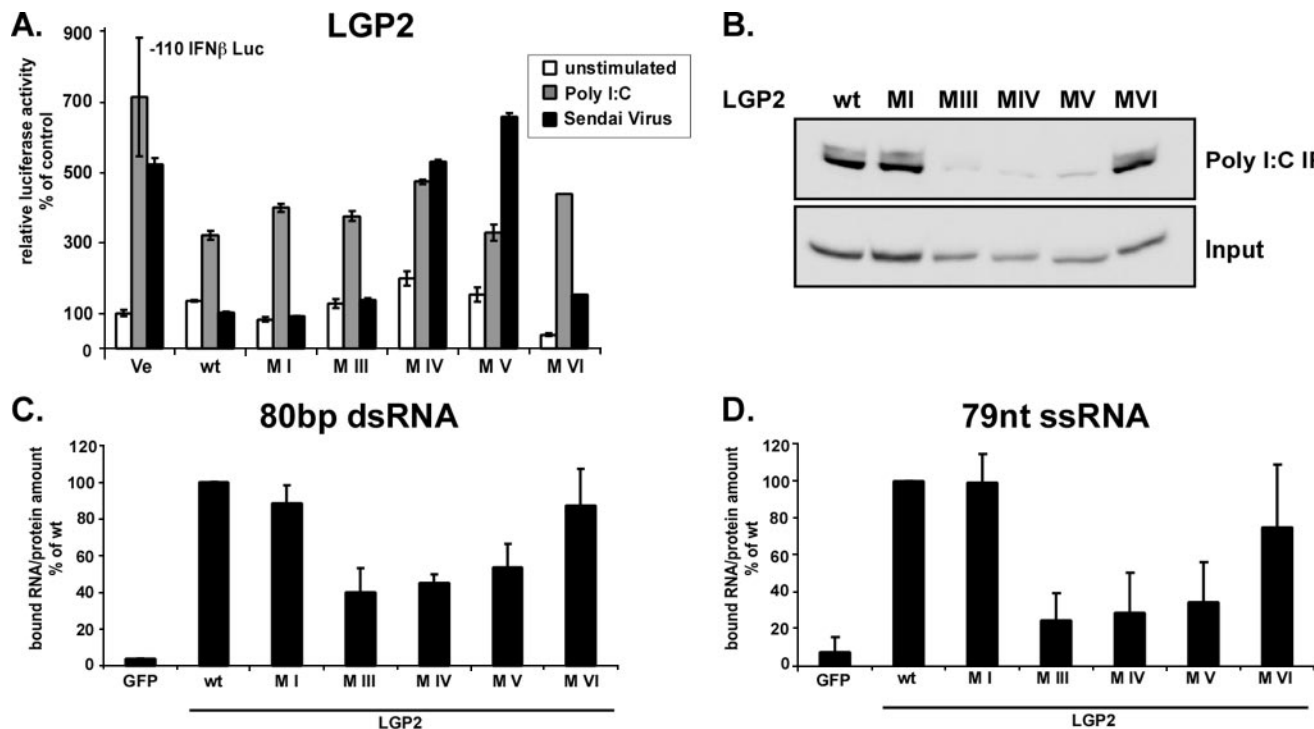 A.
LGP2
-110 IFNβ Luc
unstimulated
Poly I:C
Sendai Virus
relative luciferase activity
% of control
900
700
500
300
100
0
Ve wt M I M III M IV M V M VI
B.
LGP2 wt MI MIII MIV MV MVI
Poly I:C I
Input
C.
80bp dsRNA
bound RNA/protein amount
% of wt
120
100
80
60
40
20
0
GFP wt M I M III M IV M V M VI
LGP2
D.
79nt ssRNA
bound RNA/protein amount
% of wt
120
100
80
60
40
20
0
GFP wt M I M III M IV M V M VI
LGP2